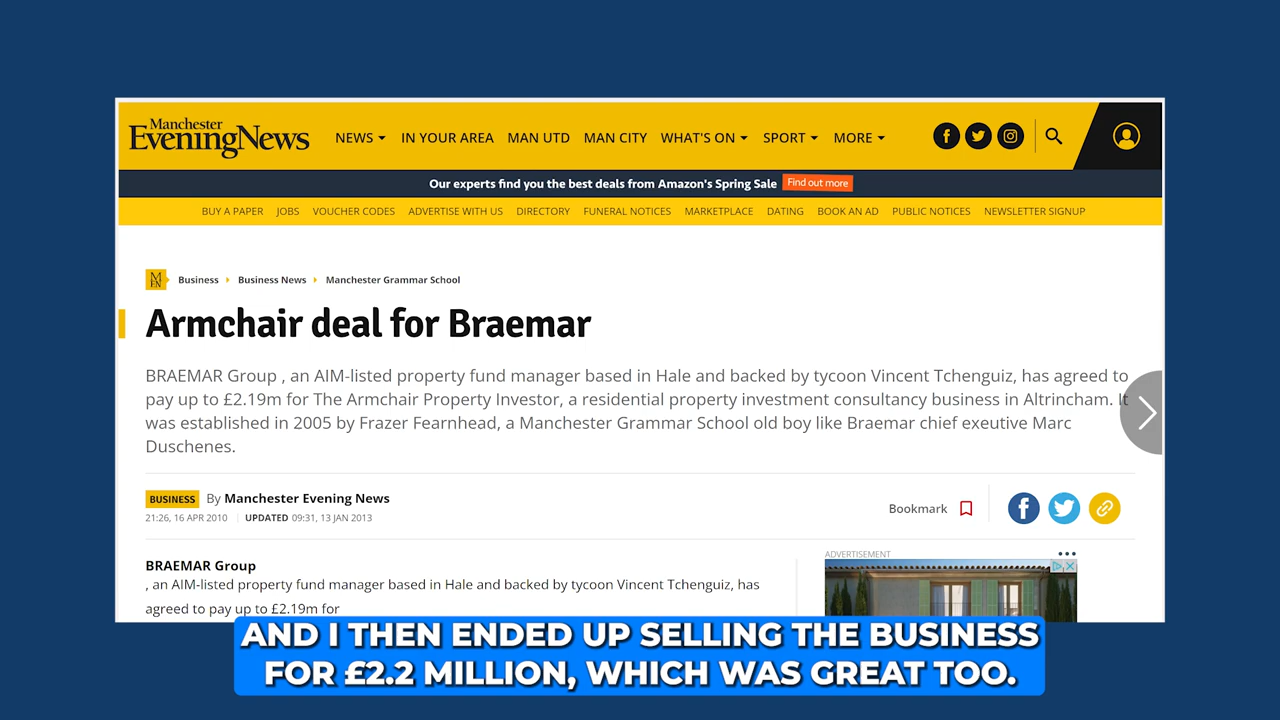 Manchester
EveningNews
NEWS IN YOUR AREA MAN UTD MAN CITY WHAT'S ON SPORT MORE
Our experts find you the best deals from Amazon's Spring Sale Find out more
BUY A PAPER JOBS VOUCHER CODES ADVERTISE WITH US DIRECTORY FUNERAL NOTICES MARKETPLACE DATING BOOK AN AD PUBLIC NOTICES NEWSLETTER SIGNUP
M
EN
Business Business News Manchester Grammar School
Armchair deal for Braemar
BRAEMAR Group , an AIM-listed property fund manager based in Hale and backed by tycoon Vincent Tchenguiz, has agreed to
pay up to £2.19m for The Armchair Property Investor, a residential property investment consultancy business in Altrincham. It
was established in 2005 by Frazer Fearnhead, a Manchester Grammar School old boy like Braemar chief exeutive Marc
Duschenes.
BUSINESS By Manchester Evening News
21:26, 16 APR 2010 UPDATED 09:31, 13 JAN 2013
Bookmark
ADVERTISEMENT
BRAEMAR Group
, an AIM-listed property fund manager based in Hale and backed by tycoon Vincent Tchenguiz, has
agreed to pay up to £2.19m for
AND I THEN ENDED UP SELLING THE BUSINESS
FOR £2.2 MILLION, WHICH WAS GREAT TOO.